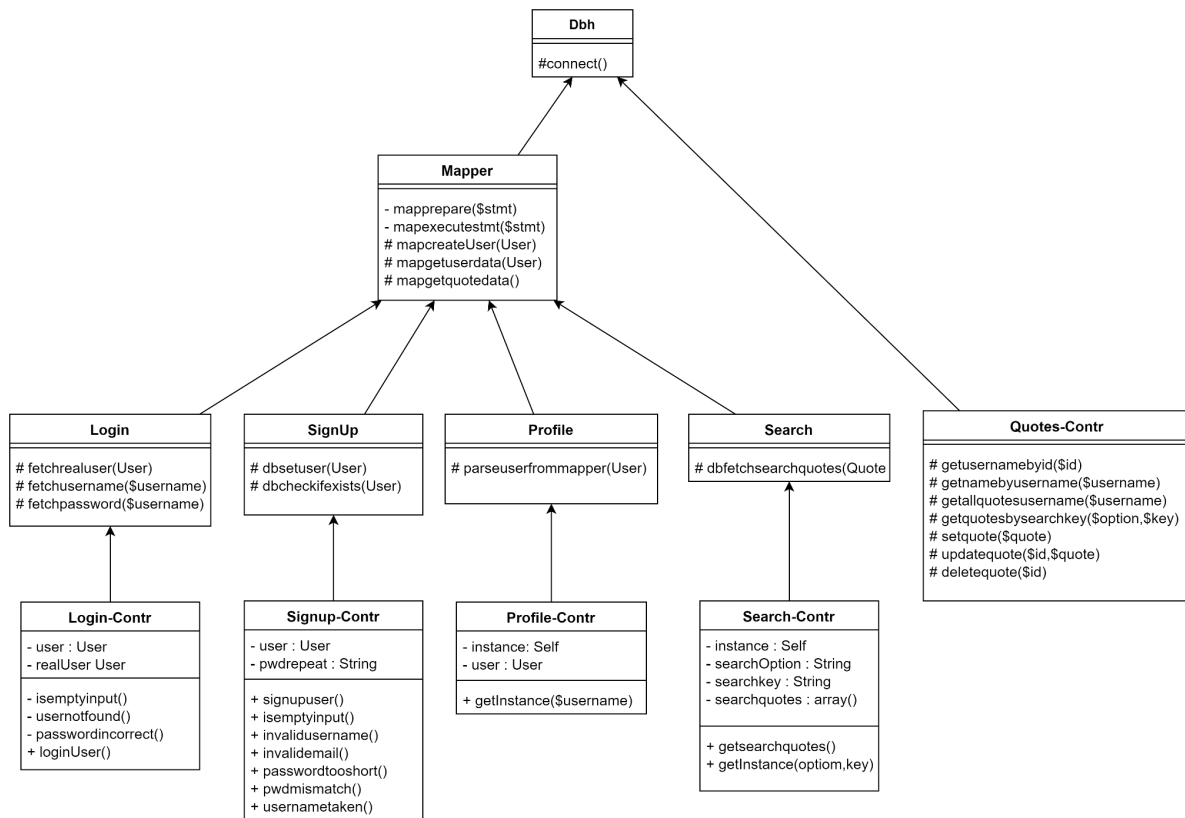 Dbh
#connect()
Mapper
- mapprepare($stmt)
- mapexecutestmt($stmt)
# mapcreateUser(User)
# mapgetuserdata(User)
# mapgetquotedata()
Login
# fetchrealuser(User)
# fetchusername($username)
# fetchpassword($username)
SignUp
# dbsetuser(User)
# dbcheckifexists(User)
Profile
# parseuserfrommapper(User)
Search
# dbfetchsearchquotes(Quote
Quotes-Contr
# getusernamebyid($id)
# getnamebyusername($username)
# getallquotesusername($username)
# getquotesbysearchkey($option,$key)
# setquote($quote)
# updatequote($id,$quote)
# deletequote($id)
Login-Contr
- user : User
- realUser User
- isemptyinput()
- usernotfound()
- passwordincorrect()
+ loginUser()
Signup-Contr
- user : User
- pwdrepeat : String
+ signupuser()
+ isemptyinput()
+ invalidusername()
+ invalidemail()
+ passwordtooshort()
+ pwdmismatch()
+ usernametaken()
Profile-Contr
- instance: Self
- user : User
+ getInstance($username)
Search-Contr
- instance : Self
- searchOption : String
- searchkey : String
- searchquotes : array()
+ getsearchquotes()
+ getInstance(optiom,key)